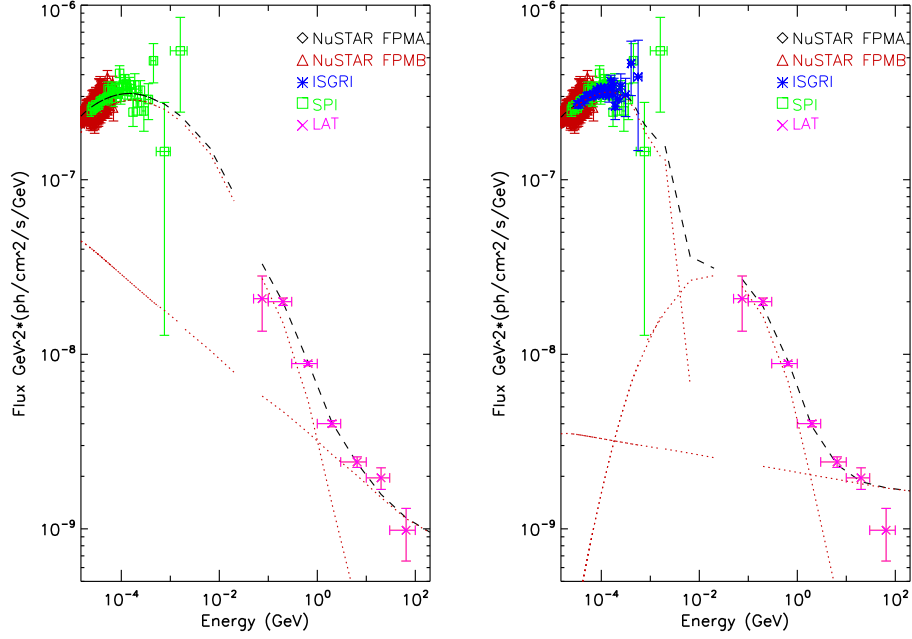 10^-6
10^-7
10^-8
10^-9
Flux GeV^2*(ph/cm^2/s/GeV)
10^-4 10^-2 10^0 10^2
Energy (GeV)
NuSTAR FPMA
NuSTAR FPMB
ISGRI
SPI
LAT
10^-6
10^-7
10^-8
10^-9
Flux GeV^2*(ph/cm^2/s/GeV)
10^-4 10^-2 10^0 10^2
Energy (GeV)
NuSTAR FPMA
NuSTAR FPMB
ISGRI
SPI
LAT